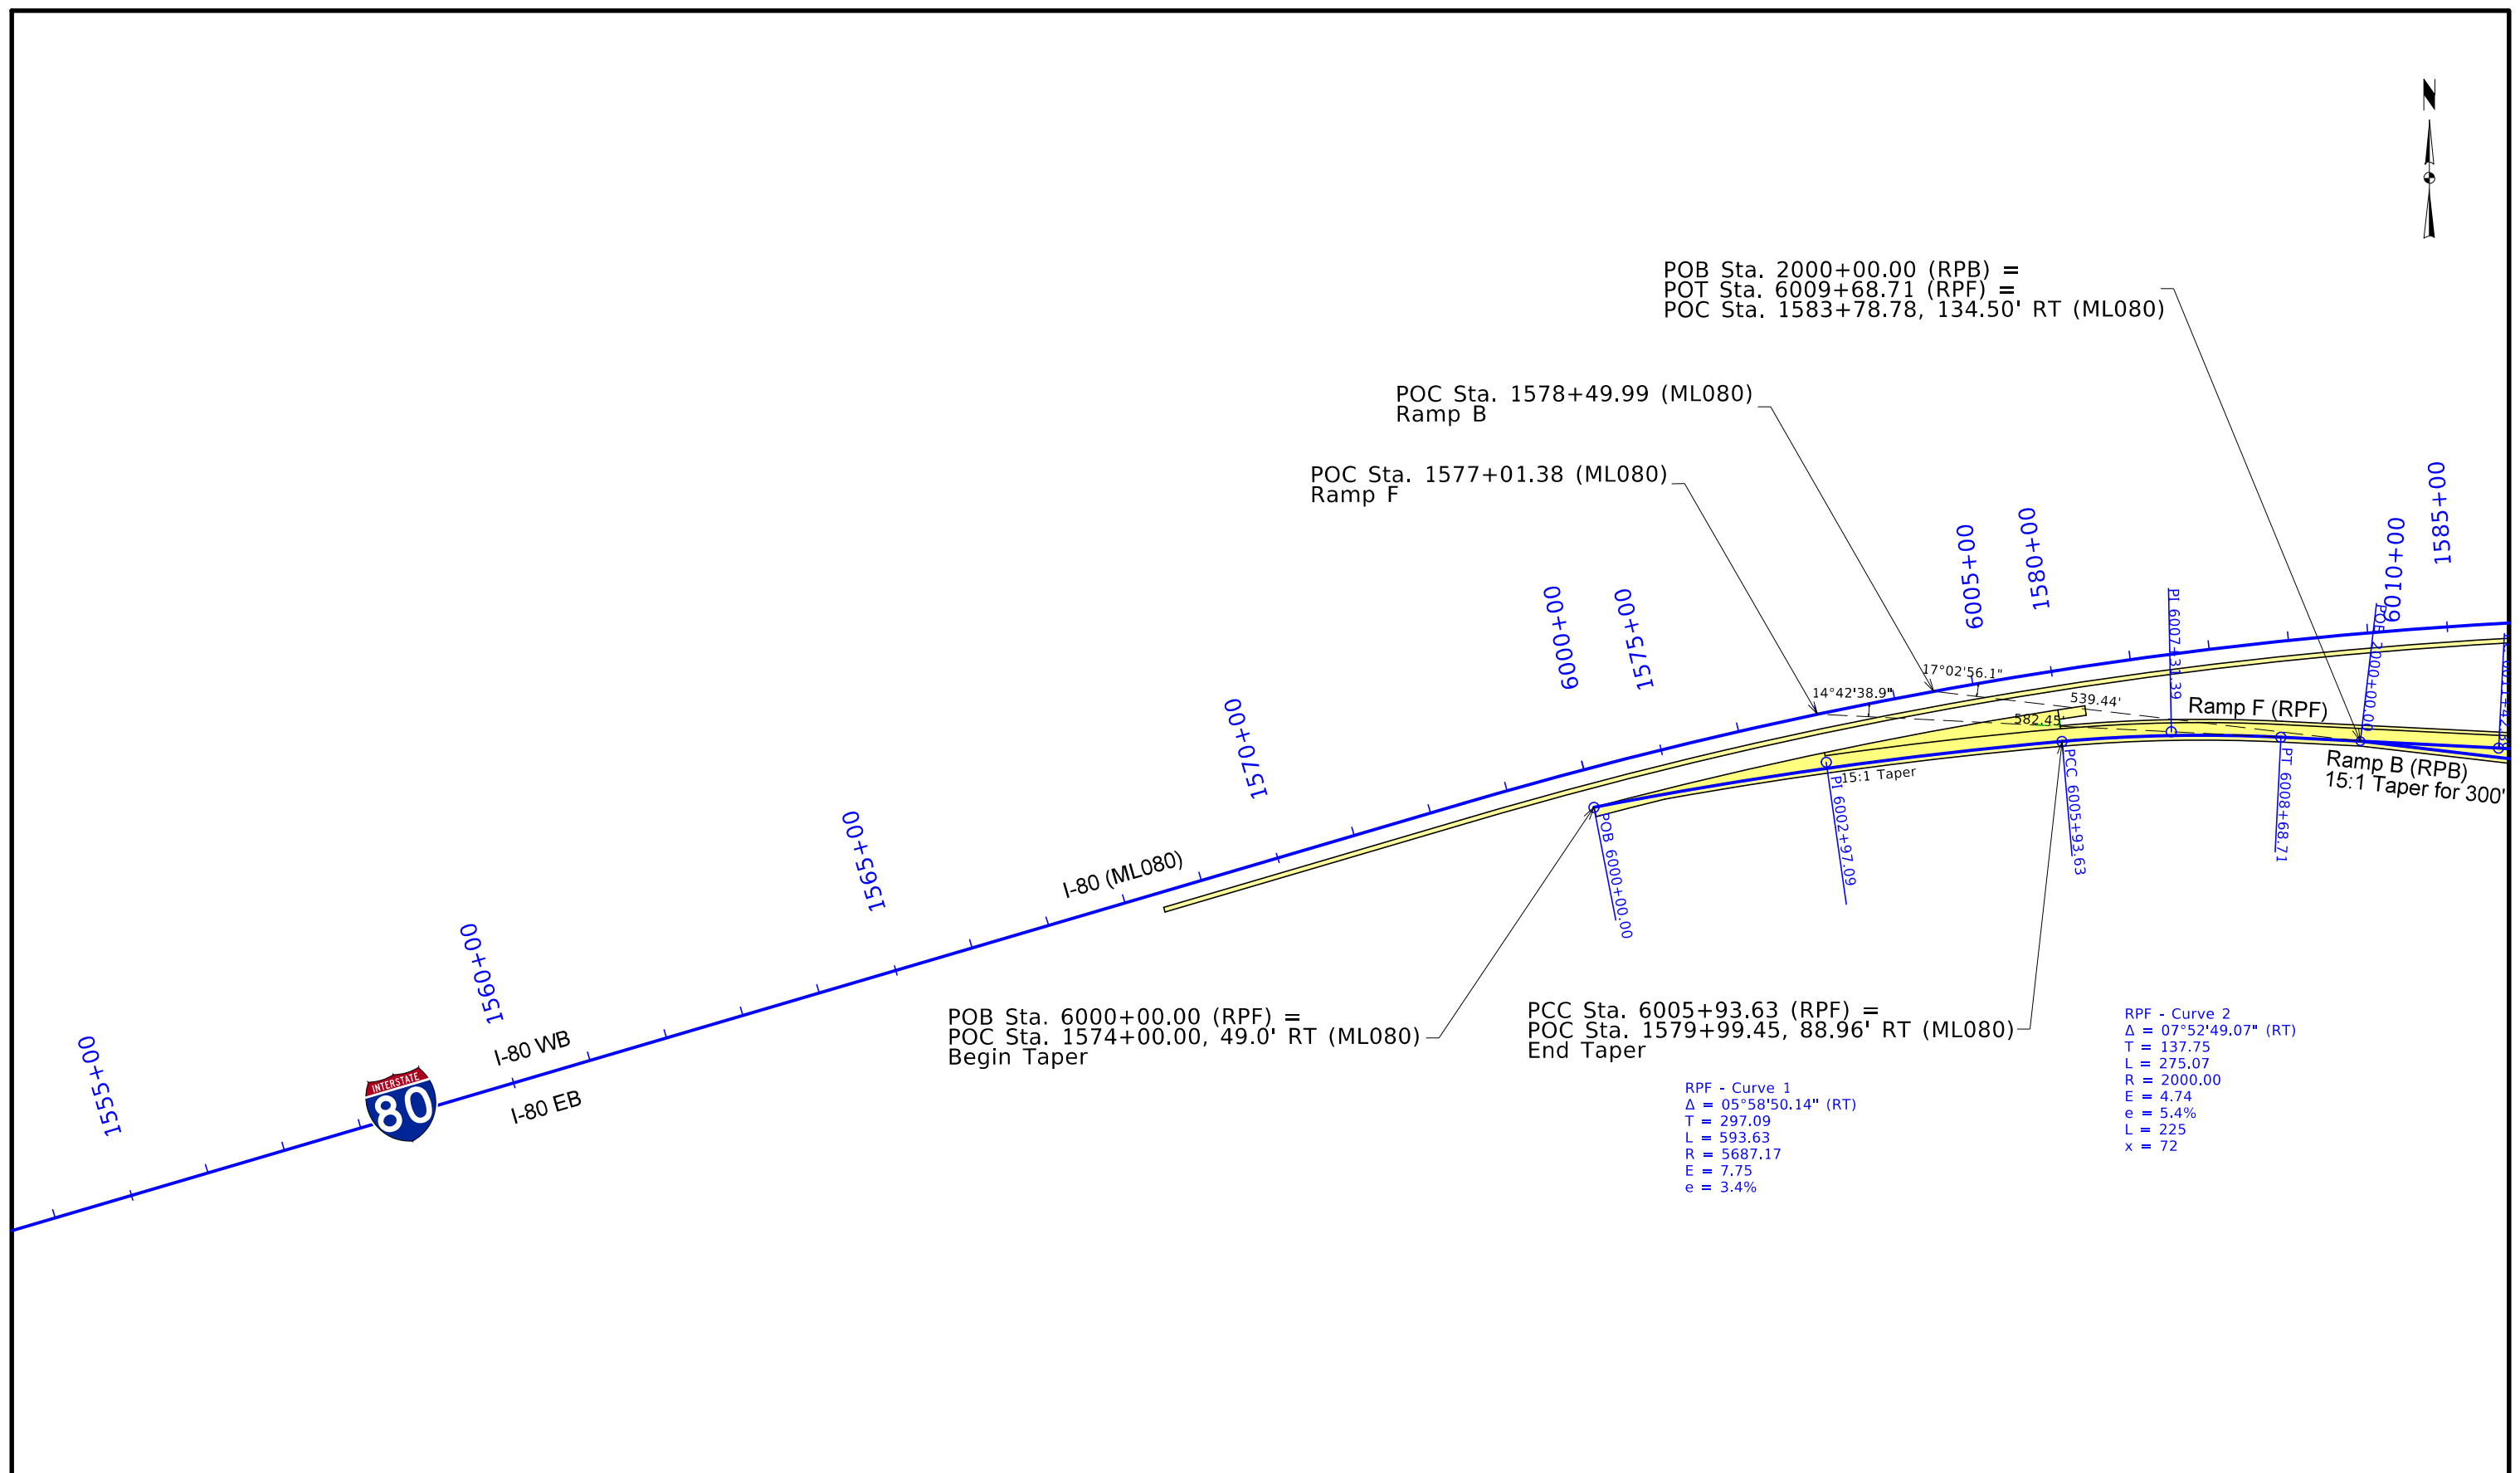 N
POB Sta. 2000+00.00 (RPB) =
POT Sta. 6009+68.71 (RPF) =
POC Sta. 1583+78.78, 134.50' RT (ML080)
POC Sta. 1578+49.99 (ML080)
Ramp B
POC Sta. 1577+01.38 (ML080)
Ramp F
1555+00
1560+00
1565+00
1570+00
6000+00
1575+00
6005+00
1580+00
6010+00
1585+00
14°42'38.9"
17°02'56.1"
539.44'
582.45'
PI 6007+31.39
POB 2000+00.00
Ramp F (RPF)
Ramp B (RPB)
15:1 Taper for 300'
15:1 Taper
POB 6000+00.00
PI 6002+97.09
PCC 6005+93.63
PT 6008+68.71
I-80 (ML080)
I-80 WB
I-80 EB
INTERSTATE
80
POB Sta. 6000+00.00 (RPF) =
POC Sta. 1574+00.00, 49.0' RT (ML080)
Begin Taper
PCC Sta. 6005+93.63 (RPF) =
POC Sta. 1579+99.45, 88.96' RT (ML080)
End Taper
RPF - Curve 1
Δ = 05°58'50.14" (RT)
T = 297.09
L = 593.63
R = 5687.17
E = 7.75
e = 3.4%
RPF - Curve 2
Δ = 07°52'49.07" (RT)
T = 137.75
L = 275.07
R = 2000.00
E = 4.74
e = 5.4%
L = 225
x = 72